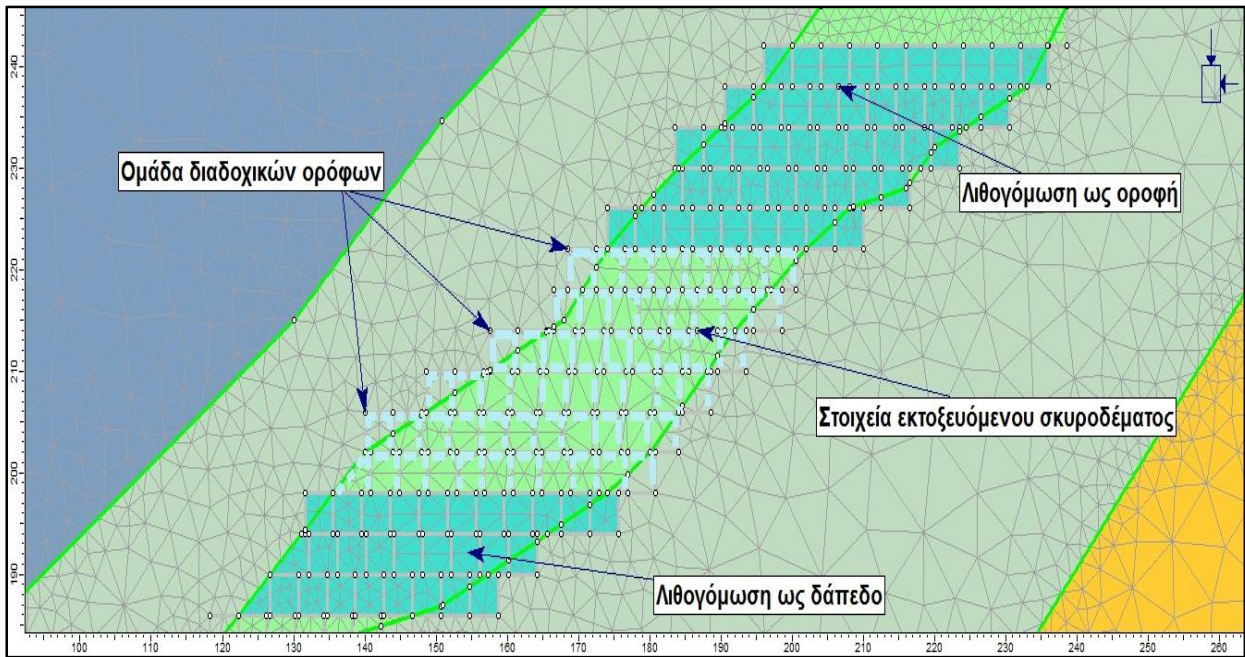 Ομάδα διαδοχικών ορόφων
Λιθογόμωση ως οροφή
Στοιχεία εκτοξευόμενου σκυροδέματος
Λιθογόμωση ως δάπεδο
240
230
220
210
200
190
100 110 120 130 140 150 160 170 180 190 200 210 220 230 240 250 260